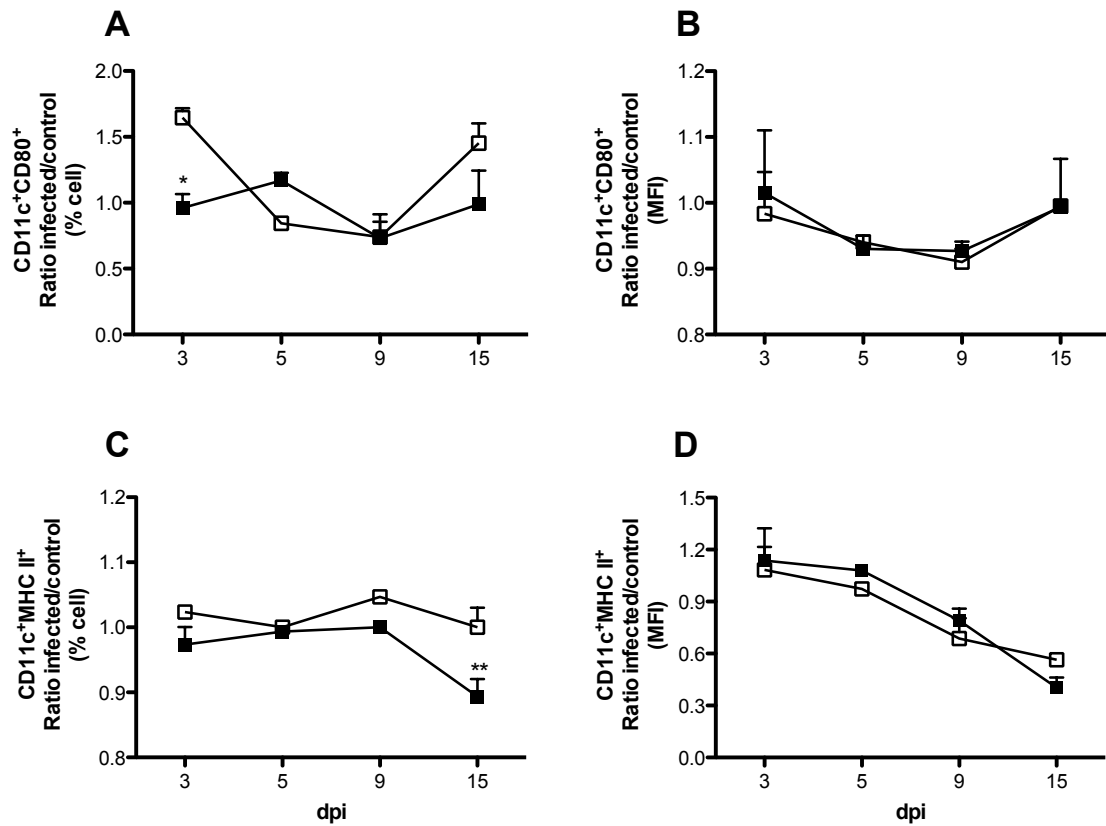 A
CD11c⁺CD80⁺
Ratio infected/control
(% cell)
2.0
1.5
1.0
0.5
0.0
*
3 5 9 15
B
CD11c⁺CD80⁺
Ratio infected/control
(MFI)
1.2
1.1
1.0
0.9
0.8
3 5 9 15
C
CD11c⁺MHC II⁺
Ratio infected/control
(% cell)
1.2
1.1
1.0
0.9
0.8
**
3 5 9 15
dpi
D
CD11c⁺MHC II⁺
Ratio infected/control
(MFI)
1.5
1.2
0.9
0.6
0.3
0.0
3 5 9 15
dpi